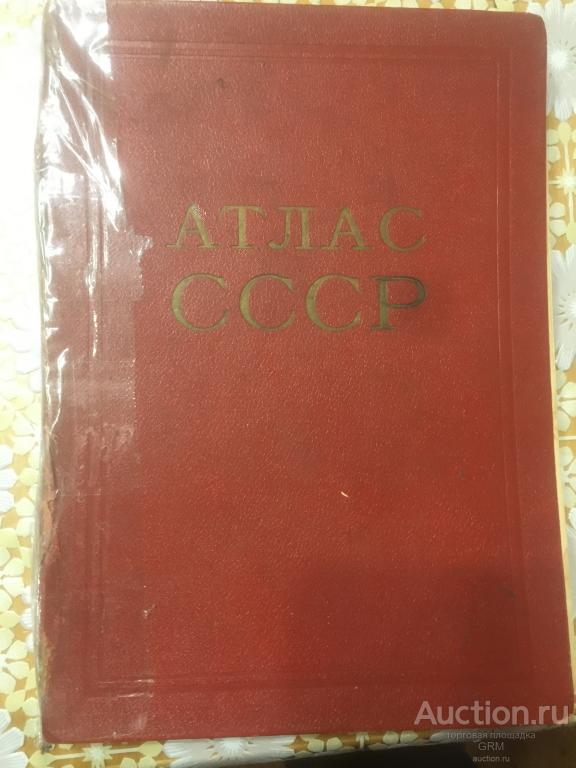 АТЛАС
СССР
Auction.ru
торговая площадка
GRM
auction.ru